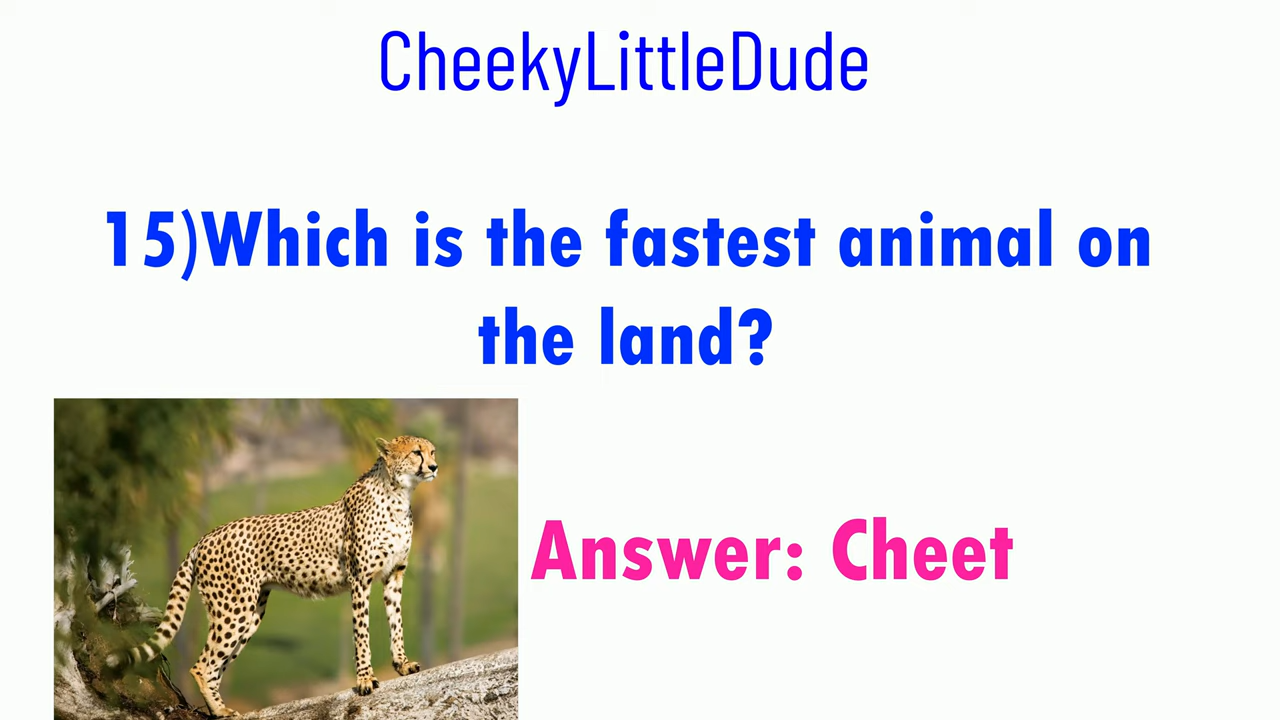 CheekyLittleDude
15)Which is the fastest animal on
the land?
Answer: Cheet